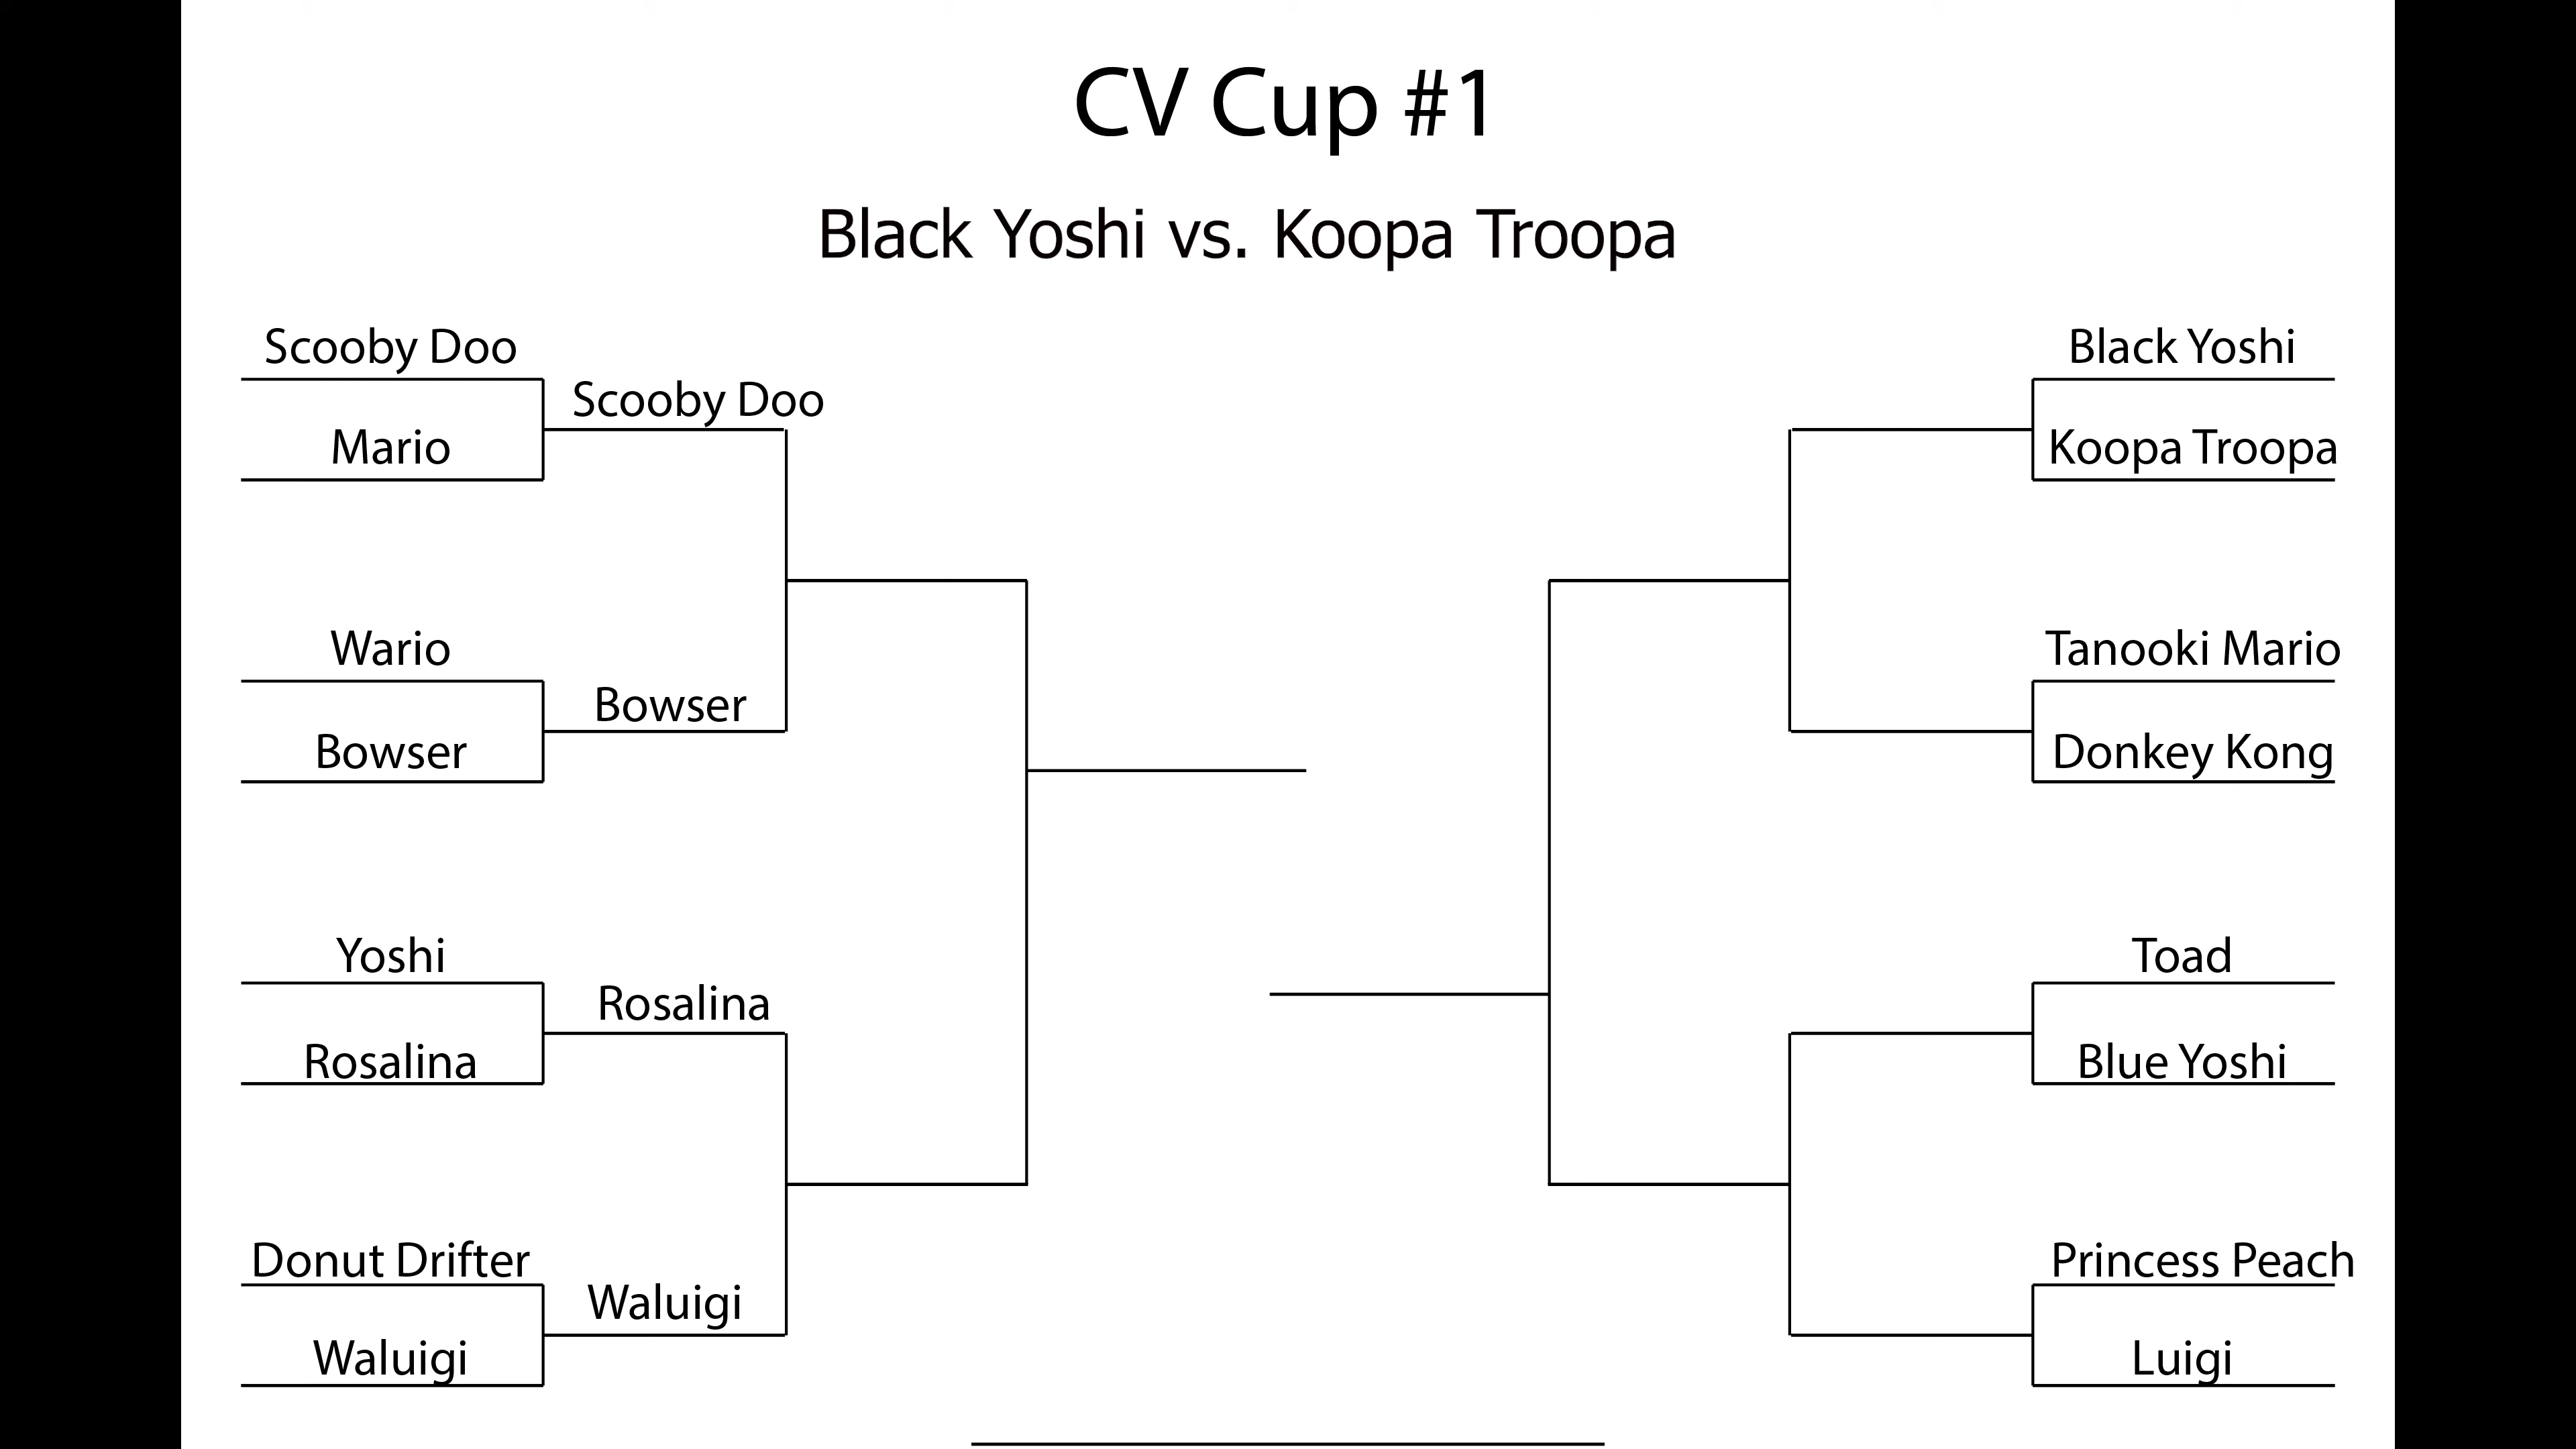 CV Cup #1
Black Yoshi vs. Koopa Troopa
Scooby Doo
Mario
Scooby Doo
Wario
Bowser
Bowser
Yoshi
Rosalina
Rosalina
Donut Drifter
Waluigi
Waluigi
Black Yoshi
Koopa Troopa
Tanooki Mario
Donkey Kong
Toad
Blue Yoshi
Princess Peach
Luigi